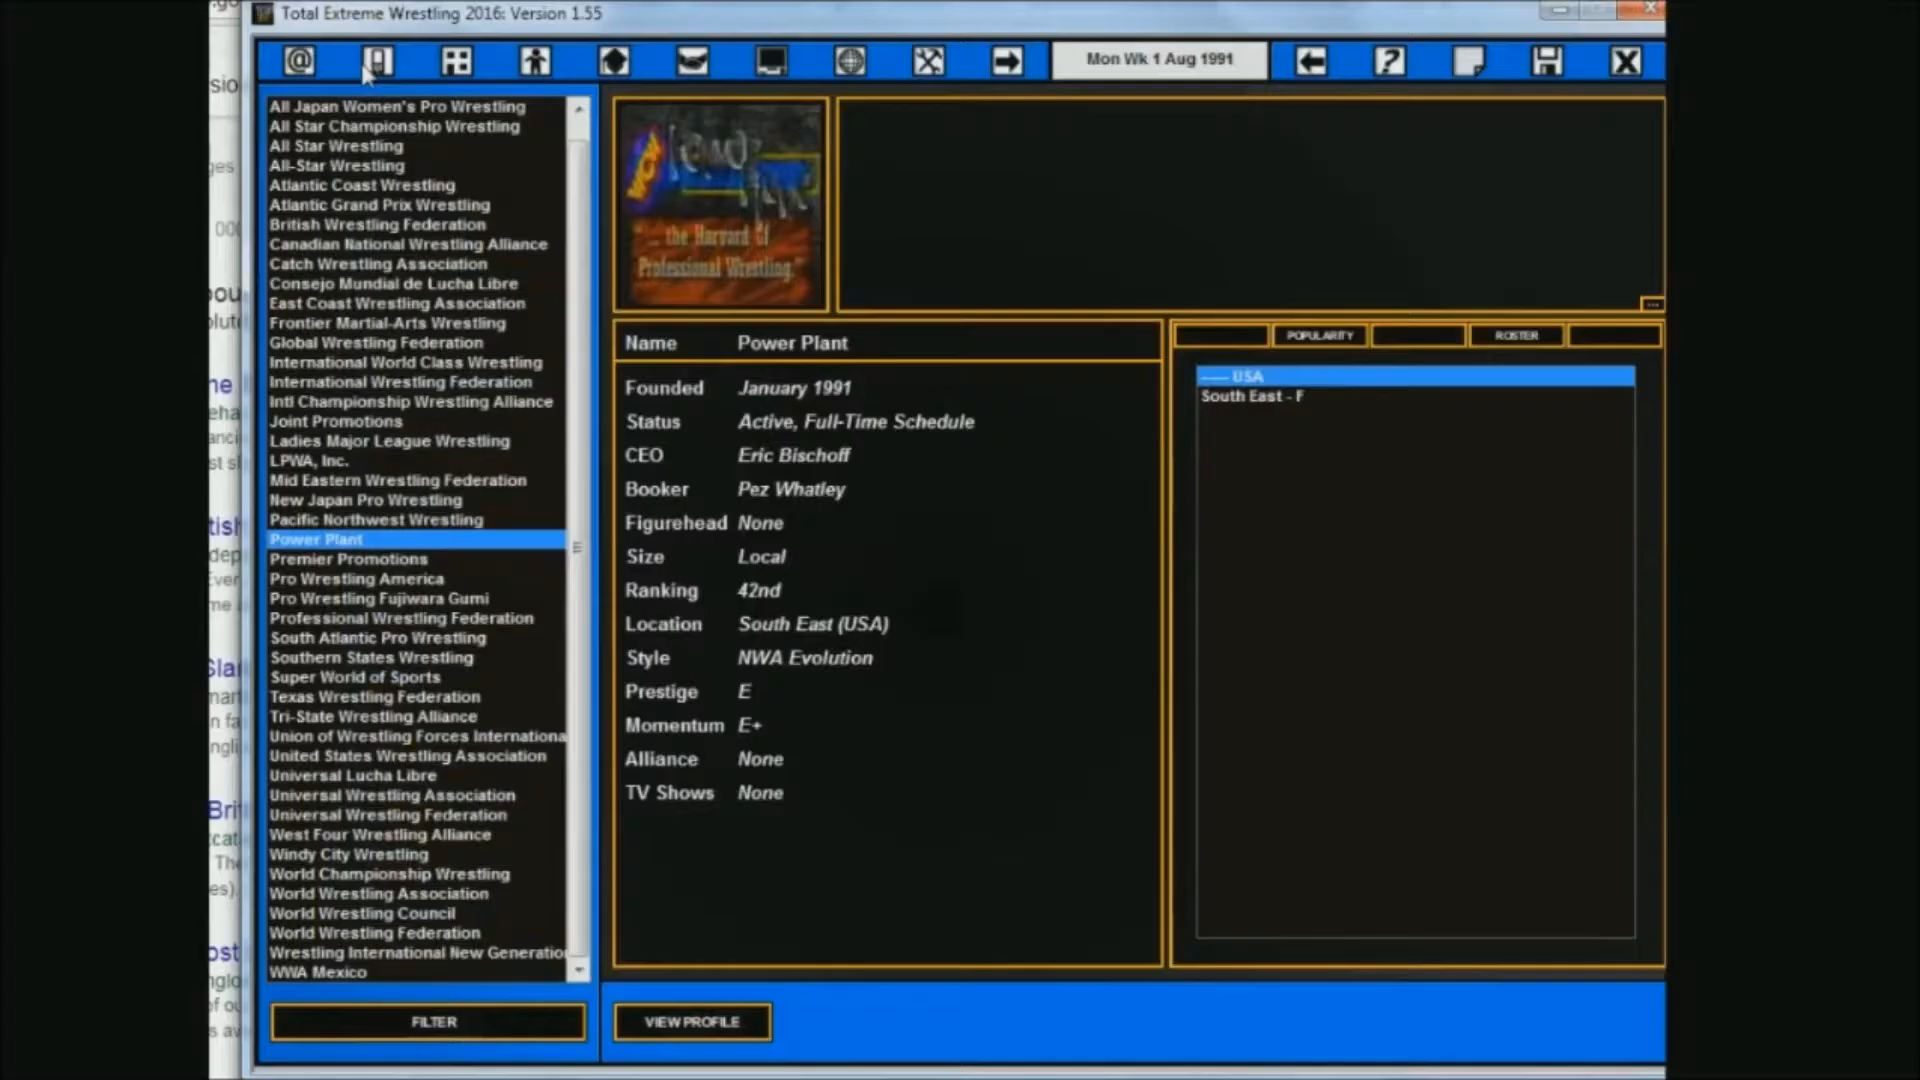 Total Extreme Wrestling 2016: Version 1.55
Mon Wk 1 Aug 1991
All Japan Women's Pro Wrestling
All Star Championship Wrestling
All Star Wrestling
All-Star Wrestling
Atlantic Coast Wrestling
Atlantic Grand Prix Wrestling
British Wrestling Federation
Canadian National Wrestling Alliance
Catch Wrestling Association
Consejo Mundial de Lucha Libre
East Coast Wrestling Association
Frontier Martial-Arts Wrestling
Global Wrestling Federation
International World Class Wrestling
International Wrestling Federation
Intl Championship Wrestling Alliance
Joint Promotions
Ladies Major League Wrestling
LPWA, Inc.
Mid Eastern Wrestling Federation
New Japan Pro Wrestling
Pacific Northwest Wrestling
Power Plant
Premier Promotions
Pro Wrestling America
Pro Wrestling Fujiwara Gumi
Professional Wrestling Federation
South Atlantic Pro Wrestling
Southern States Wrestling
Super World of Sports
Texas Wrestling Federation
Tri-State Wrestling Alliance
Union of Wrestling Forces Internationa
United States Wrestling Association
Universal Lucha Libre
Universal Wrestling Association
Universal Wrestling Federation
West Four Wrestling Alliance
Windy City Wrestling
World Championship Wrestling
World Wrestling Association
World Wrestling Council
World Wrestling Federation
Wrestling International New Generation
WWA Mexico
FILTER
WCW
"... the Harvard Of
Professional Wrestling."
Name Power Plant
Founded January 1991
Status Active, Full-Time Schedule
CEO Eric Bischoff
Booker Pez Whatley
Figurehead None
Size Local
Ranking 42nd
Location South East (USA)
Style NWA Evolution
Prestige E
Momentum E+
Alliance None
TV Shows None
POPULARITY
ROSTER
----- USA
South East - F
VIEW PROFILE